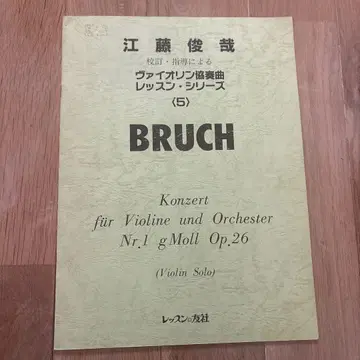 江藤俊哉
校訂・指導による
ヴァイオリン協奏曲
レッスン・シリーズ
〈5〉
BRUCH
Konzert
für Violine und Orchester
Nr.1 g Moll Op.26
(Violin Solo)
レッスンの友社